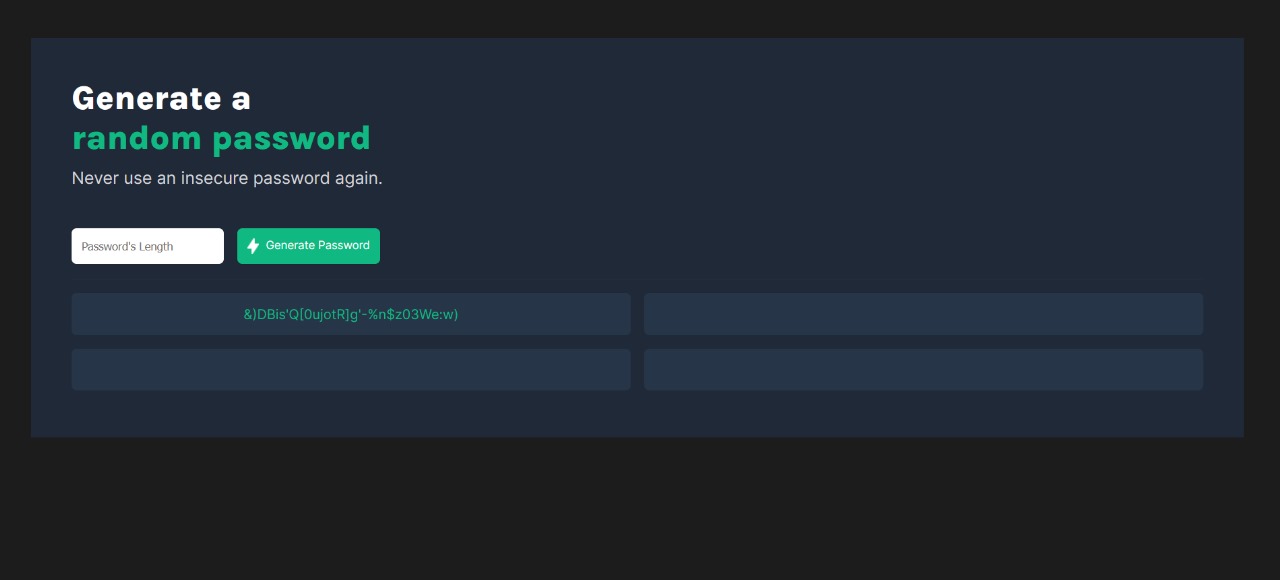 Generate a
random password
Never use an insecure password again.
Password's Length
Generate Password
&)DBis'Q[0ujotR]g'-%n$z03We:w)